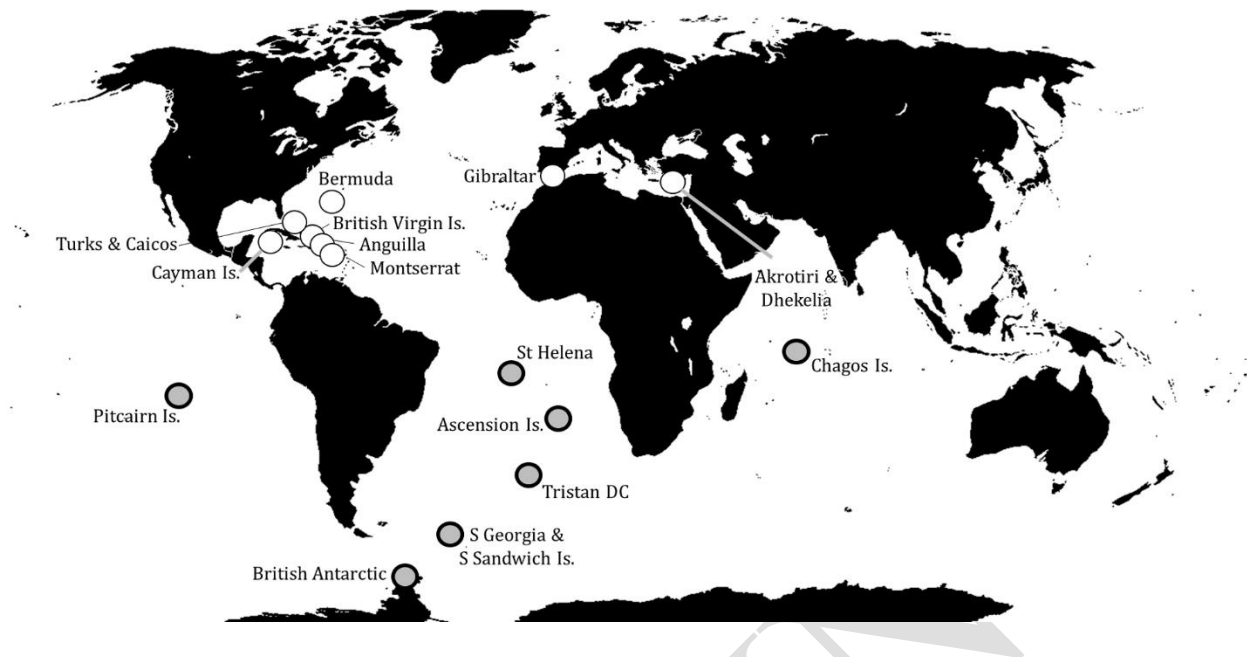 Bermuda
Gibraltar
British Virgin Is.
Turks & Caicos
Anguilla
Cayman Is.
Montserrat
Akrotiri &
Dhekelia
St Helena
Chagos Is.
Pitcairn Is.
Ascension Is.
Tristan DC
S Georgia &
S Sandwich Is.
British Antarctic